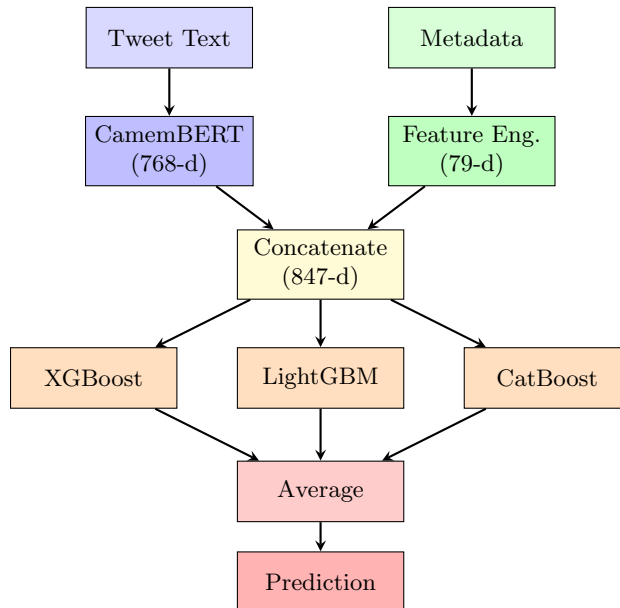 Tweet Text
Metadata
CamemBERT
(768-d)
Feature Eng.
(79-d)
Concatenate
(847-d)
XGBoost
LightGBM
CatBoost
Average
Prediction